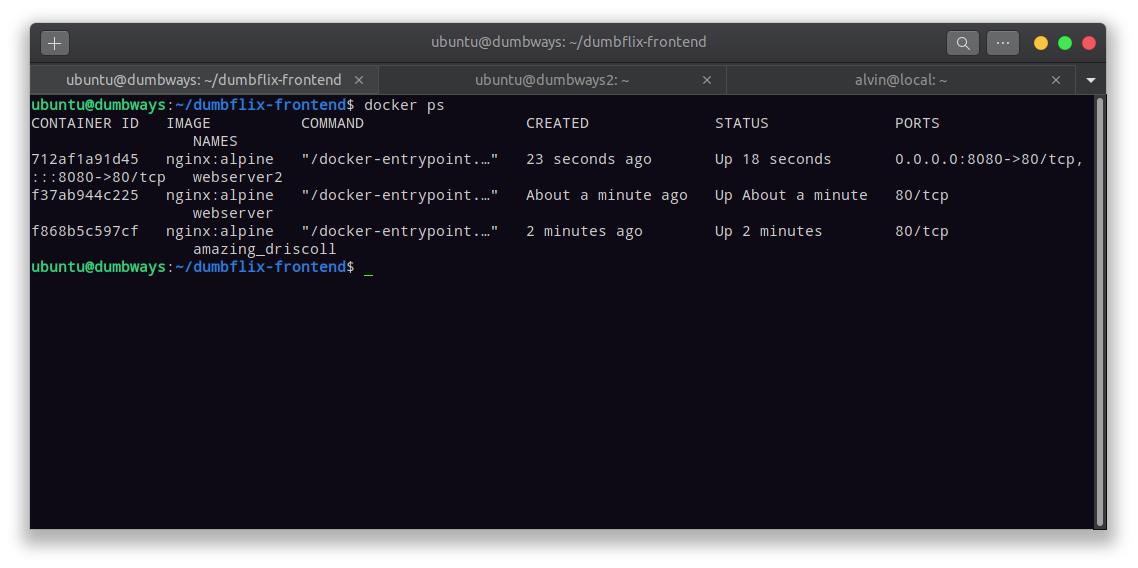 ubuntu@dumbways: ~/dumbflix-frontend
ubuntu@dumbways: ~/dumbflix-frontend
ubuntu@dumbways2: ~
alvin@local: ~
ubuntu@dumbways:~/dumbflix-frontend$ docker ps
CONTAINER ID   IMAGE          COMMAND                  CREATED              STATUS              PORTS
                  NAMES
712af1a91d45   nginx:alpine   "/docker-entrypoint.…"   23 seconds ago       Up 18 seconds       0.0.0.0:8080->80/tcp,
:::8080->80/tcp   webserver2
f37ab944c225   nginx:alpine   "/docker-entrypoint.…"   About a minute ago   Up About a minute   80/tcp
                  webserver
f868b5c597cf   nginx:alpine   "/docker-entrypoint.…"   2 minutes ago        Up 2 minutes        80/tcp
                  amazing_driscoll
ubuntu@dumbways:~/dumbflix-frontend$ _